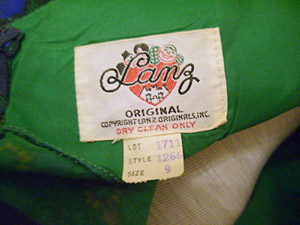 Lanz
ORIGINAL
COPYRIGHT LANZ ORIGINALS, INC.
DRY CLEAN ONLY
LOT 1711
STYLE 1266
SIZE 9